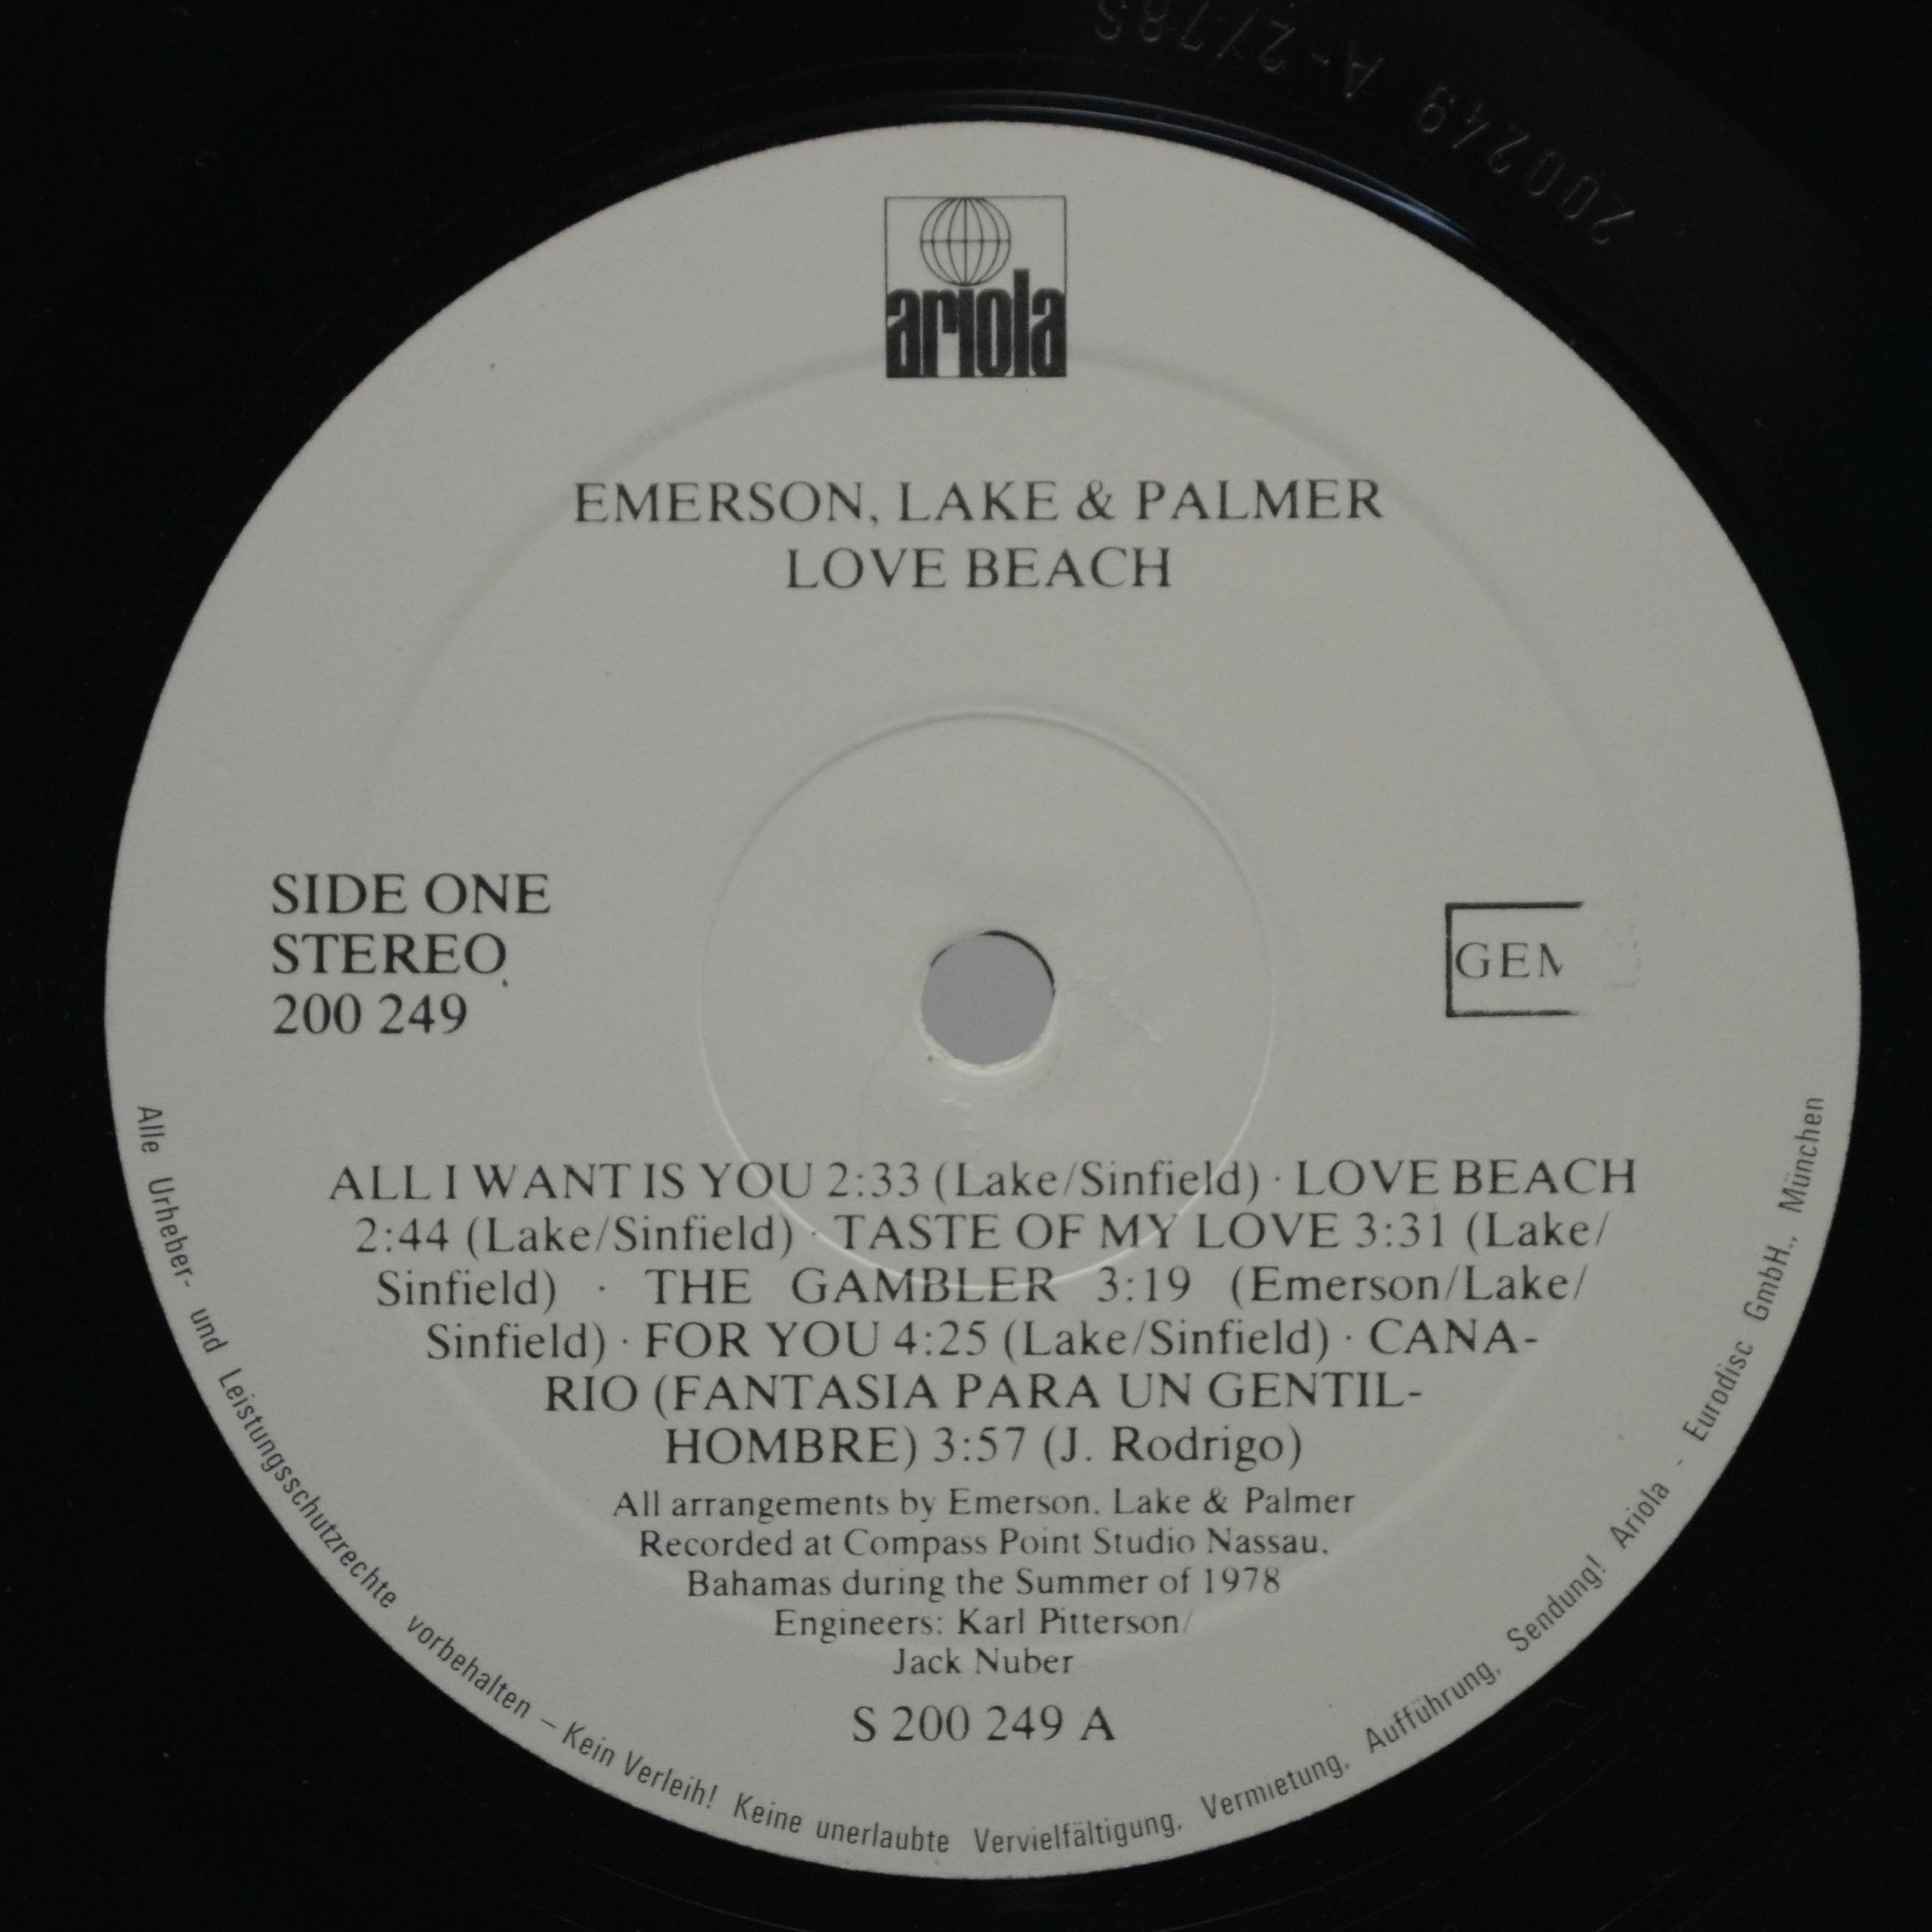 200249 A-2/78S
ariola
EMERSON, LAKE & PALMER
LOVE BEACH
SIDE ONE
STEREO
200 249
GEM
ALL I WANT IS YOU 2:33 (Lake/Sinfield) · LOVE BEACH
2:44 (Lake/Sinfield) · TASTE OF MY LOVE 3:31 (Lake/
Sinfield) · THE GAMBLER 3:19 (Emerson/Lake/
Sinfield) · FOR YOU 4:25 (Lake/Sinfield) · CANA-
RIO (FANTASIA PARA UN GENTIL-
HOMBRE) 3:57 (J. Rodrigo)
All arrangements by Emerson, Lake & Palmer
Recorded at Compass Point Studio Nassau,
Bahamas during the Summer of 1978
Engineers: Karl Pitterson/
Jack Nuber
S 200 249 A
Alle Urheber- und Leistungsschutzrechte vorbehalten – Kein Verleih! Keine unerlaubte Vervielfältigung, Vermietung, Aufführung, Sendung! Ariola - Eurodisc GmbH., München